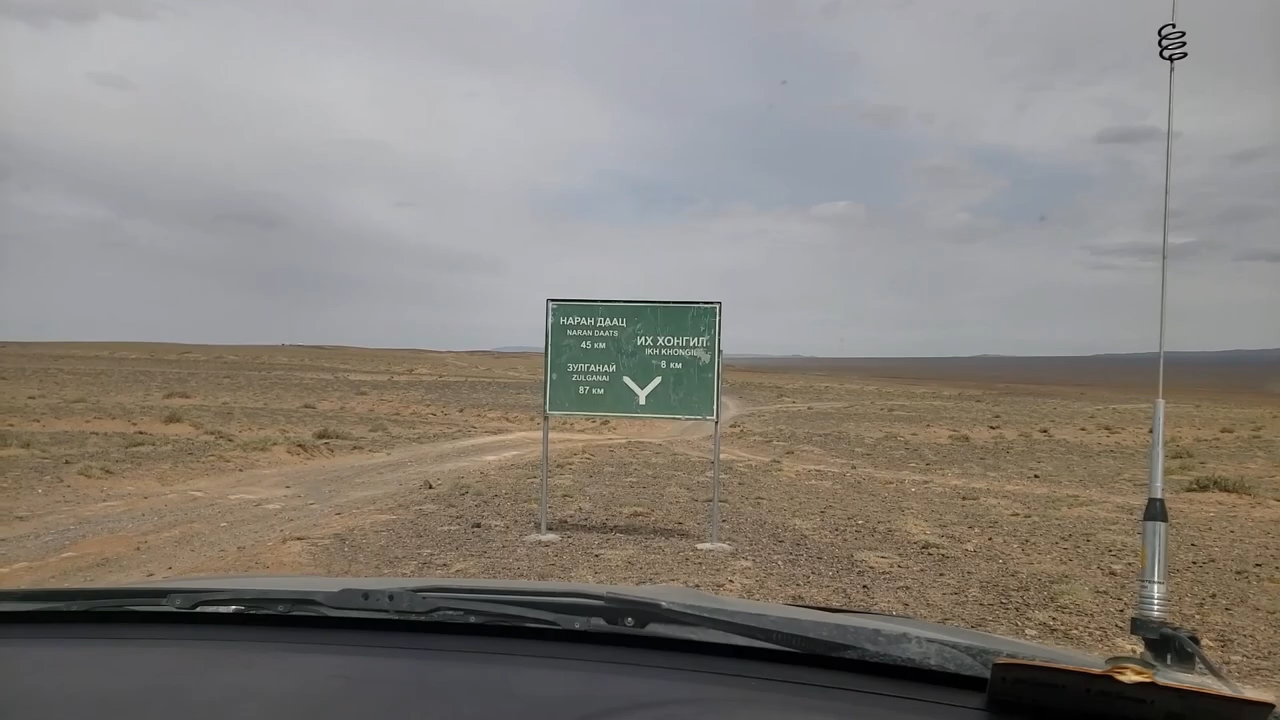 НАРАН ДААЦ
NARAN DAATS
45 км
ЗУЛГАНАЙ
ZULGANAI
87 км
ИХ ХОНГИЛ
IKH KHONGIL
8 км